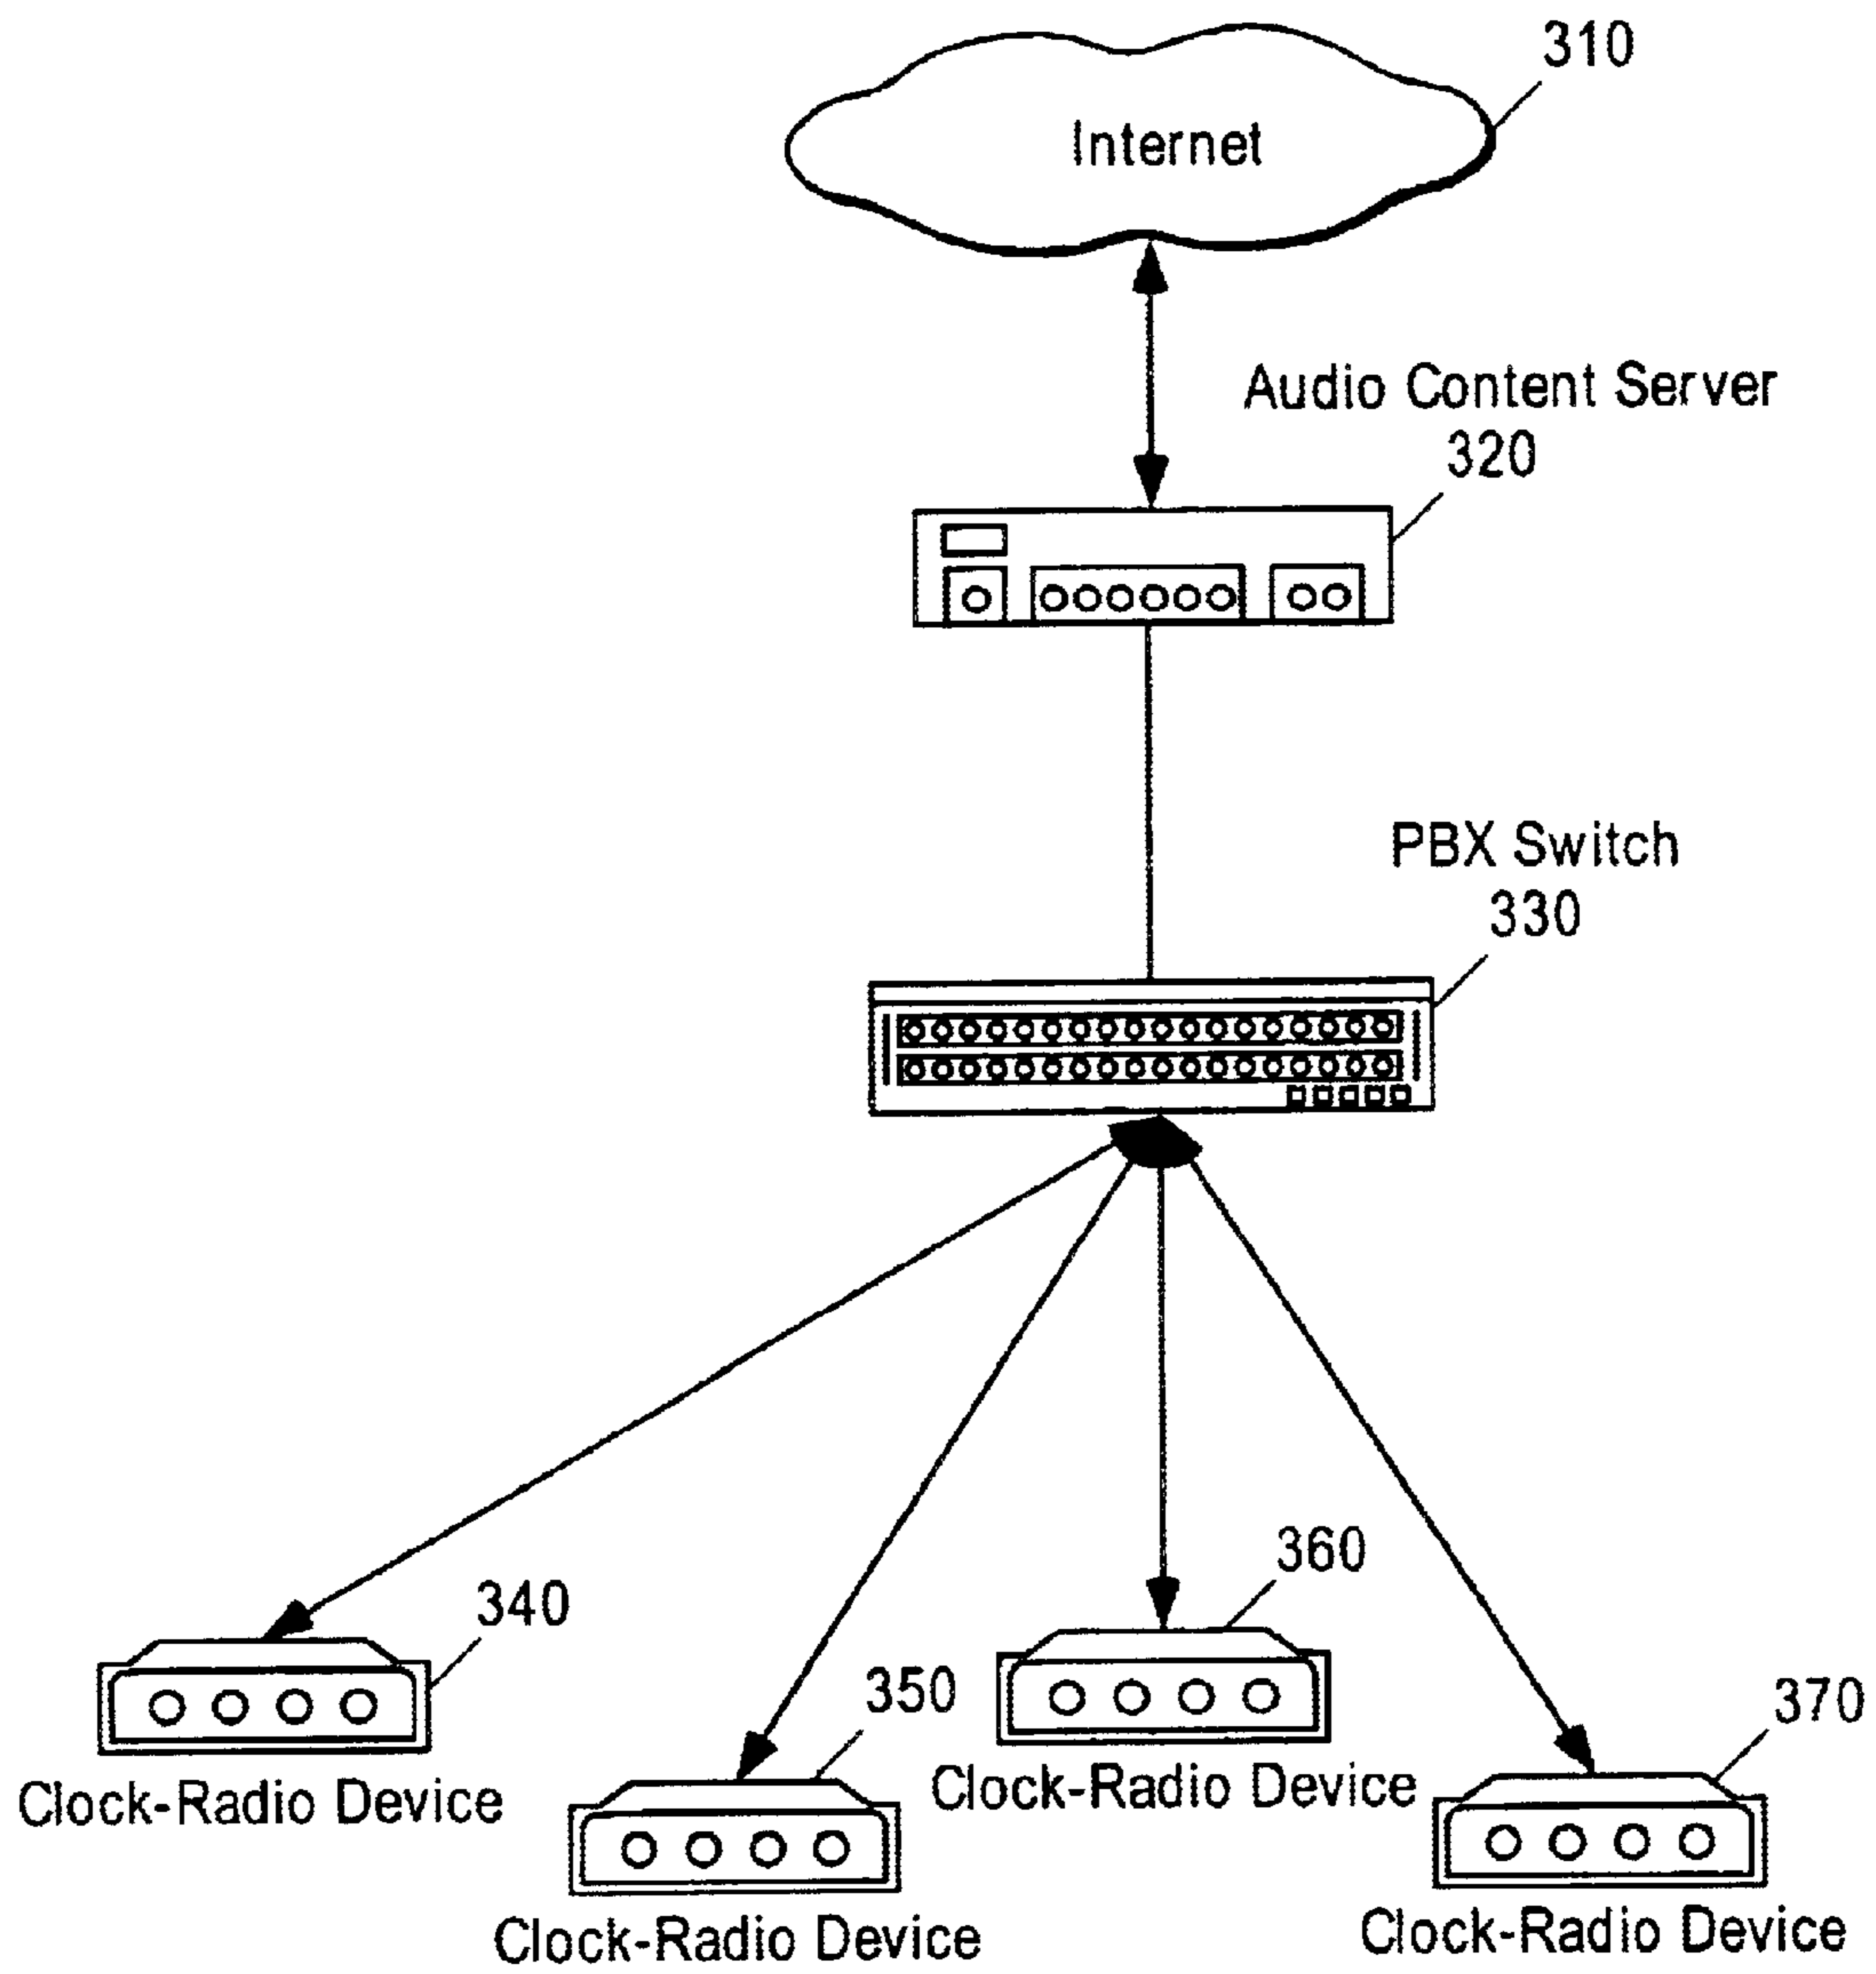 310
Internet
Audio Content Server
320
PBX Switch
330
340
Clock-Radio Device
350
Clock-Radio Device
360
Clock-Radio Device
370
Clock-Radio Device